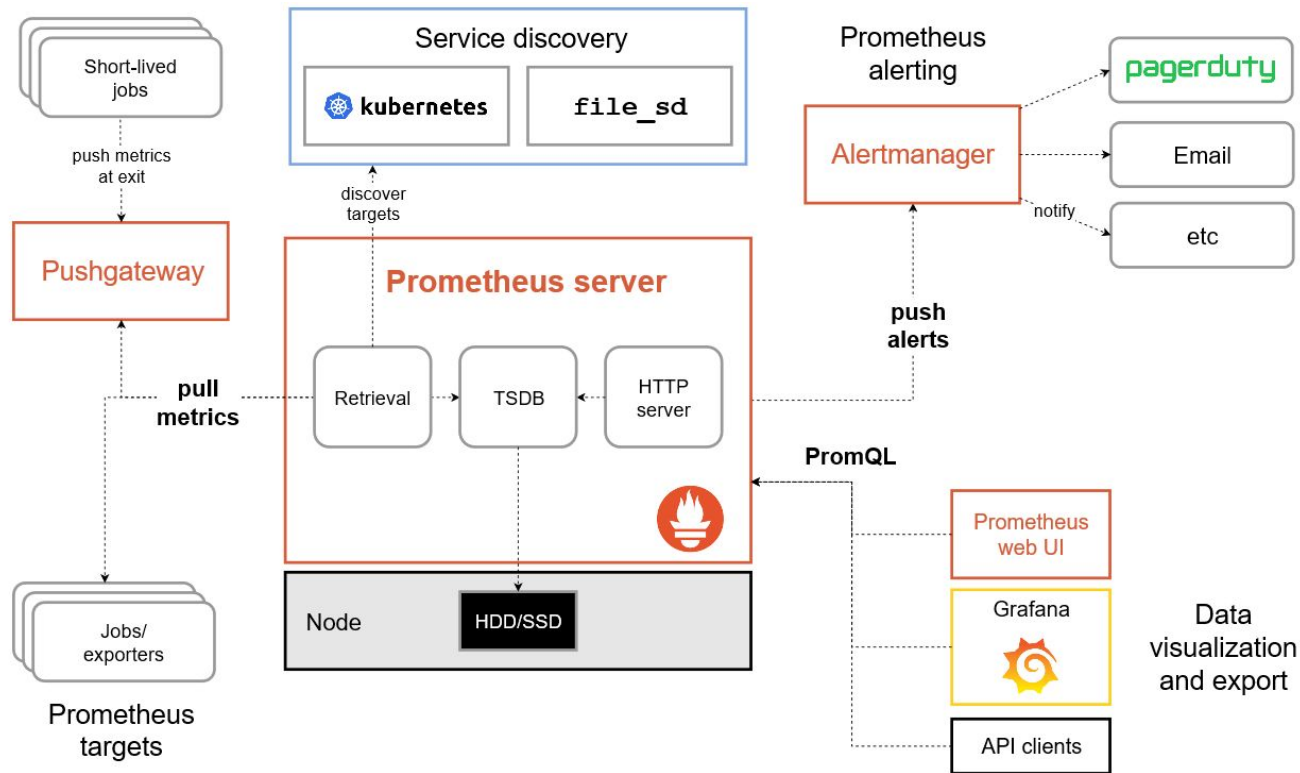 Short-lived
jobs
push metrics
at exit
Pushgateway
pull
metrics
Jobs/
exporters
Prometheus
targets
Service discovery
kubernetes
file_sd
discover
targets
Prometheus server
Retrieval
TSDB
HTTP
server
Node
HDD/SSD
Prometheus
alerting
Alertmanager
pagerduty
Email
notify
etc
push
alerts
PromQL
Prometheus
web UI
Grafana
API clients
Data
visualization
and export